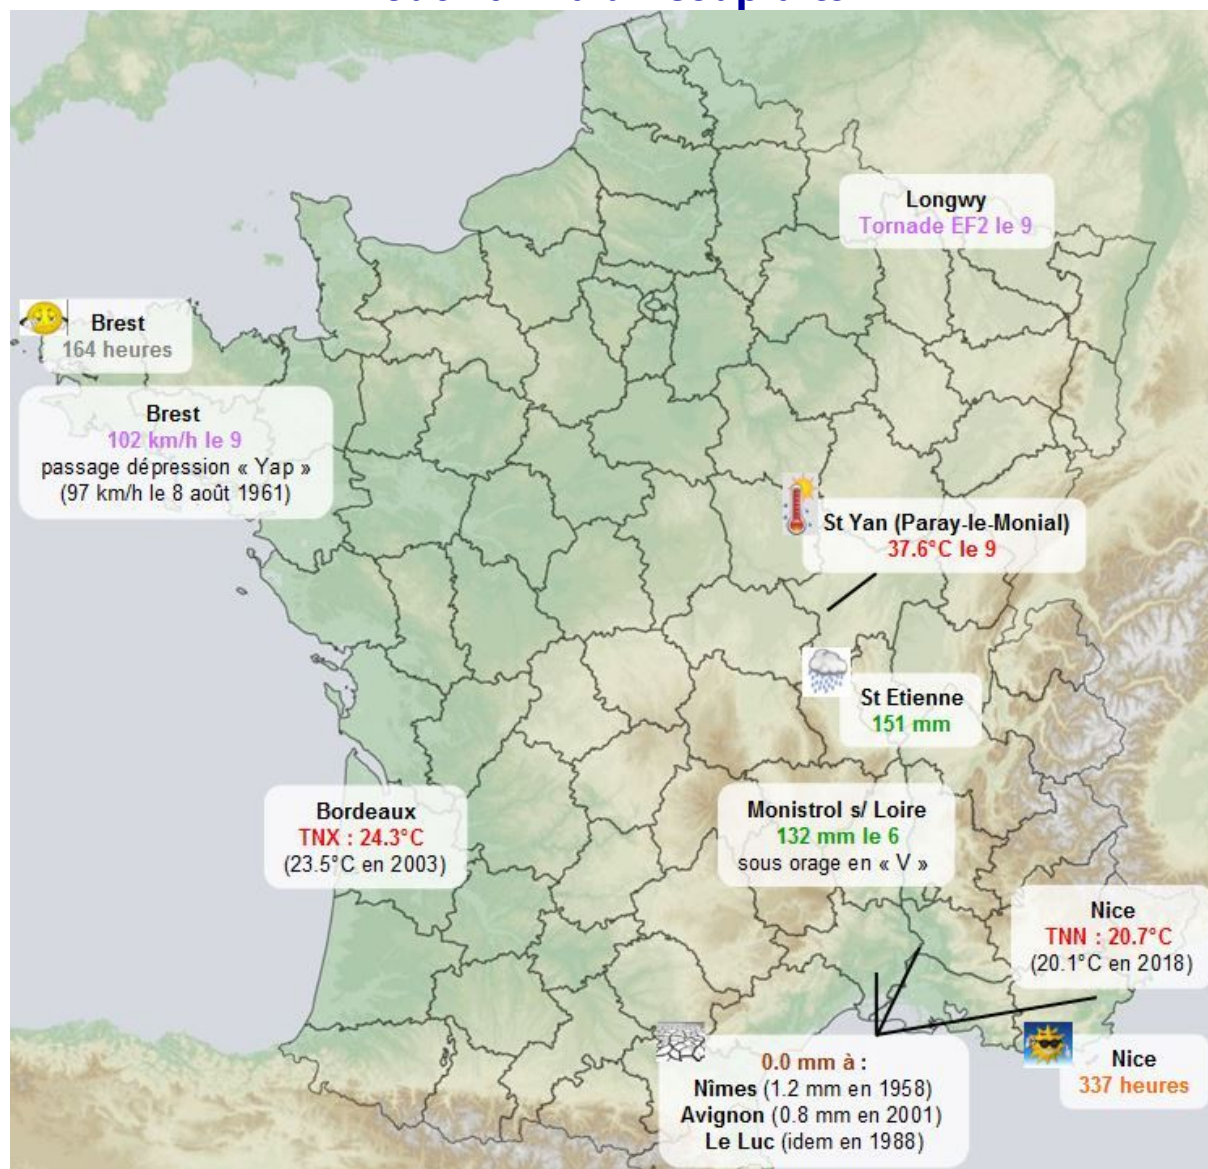 Longwy
Tornade EF2 le 9
Brest
164 heures
Brest
102 km/h le 9
passage dépression « Yap »
(97 km/h le 8 août 1961)
St Yan (Paray-le-Monial)
37.6°C le 9
St Etienne
151 mm
Bordeaux
TNX : 24.3°C
(23.5°C en 2003)
Monistrol s/ Loire
132 mm le 6
sous orage en « V »
Nice
TNN : 20.7°C
(20.1°C en 2018)
0.0 mm à :
Nîmes (1.2 mm en 1958)
Avignon (0.8 mm en 2001)
Le Luc (idem en 1988)
Nice
337 heures